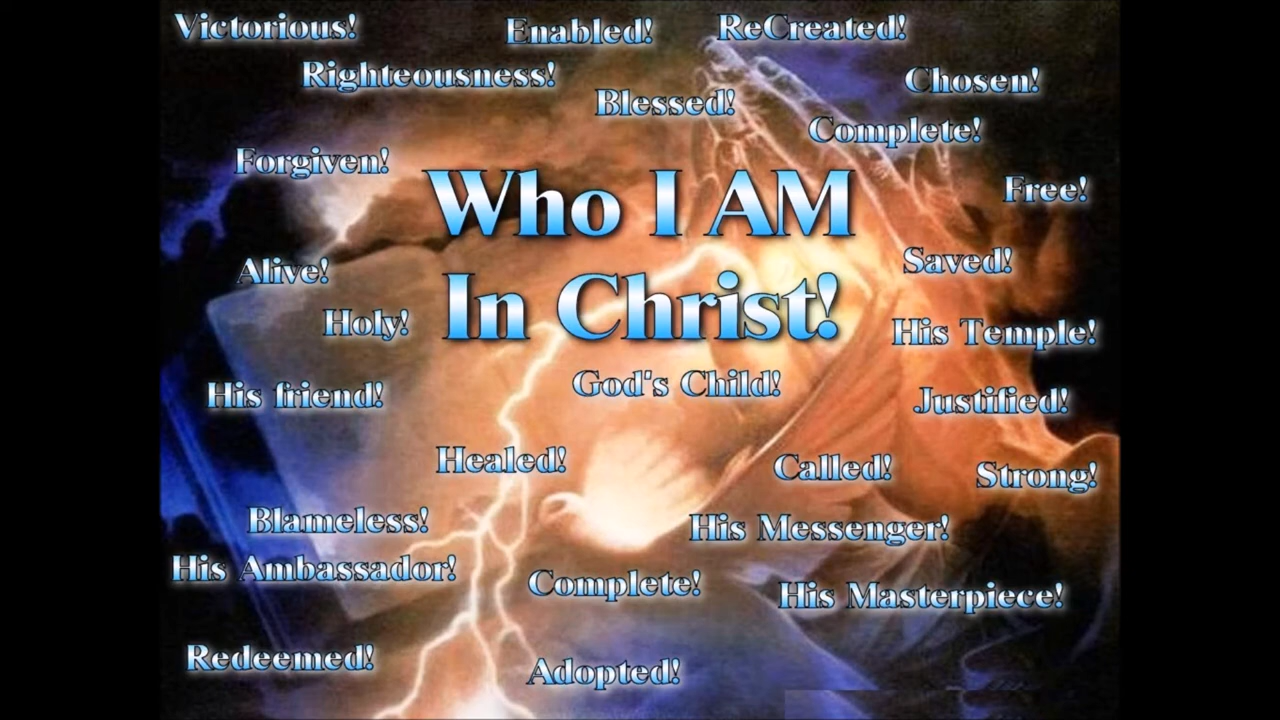 Victorious!
Enabled!
ReCreated!
Righteousness!
Blessed!
Chosen!
Complete!
Forgiven!
Who I AM
In Christ!
Free!
Alive!
Saved!
Holy!
His Temple!
God's Child!
His friend!
Justified!
Healed!
Called!
Strong!
Blameless!
His Messenger!
His Ambassador!
Complete!
His Masterpiece!
Redeemed!
Adopted!